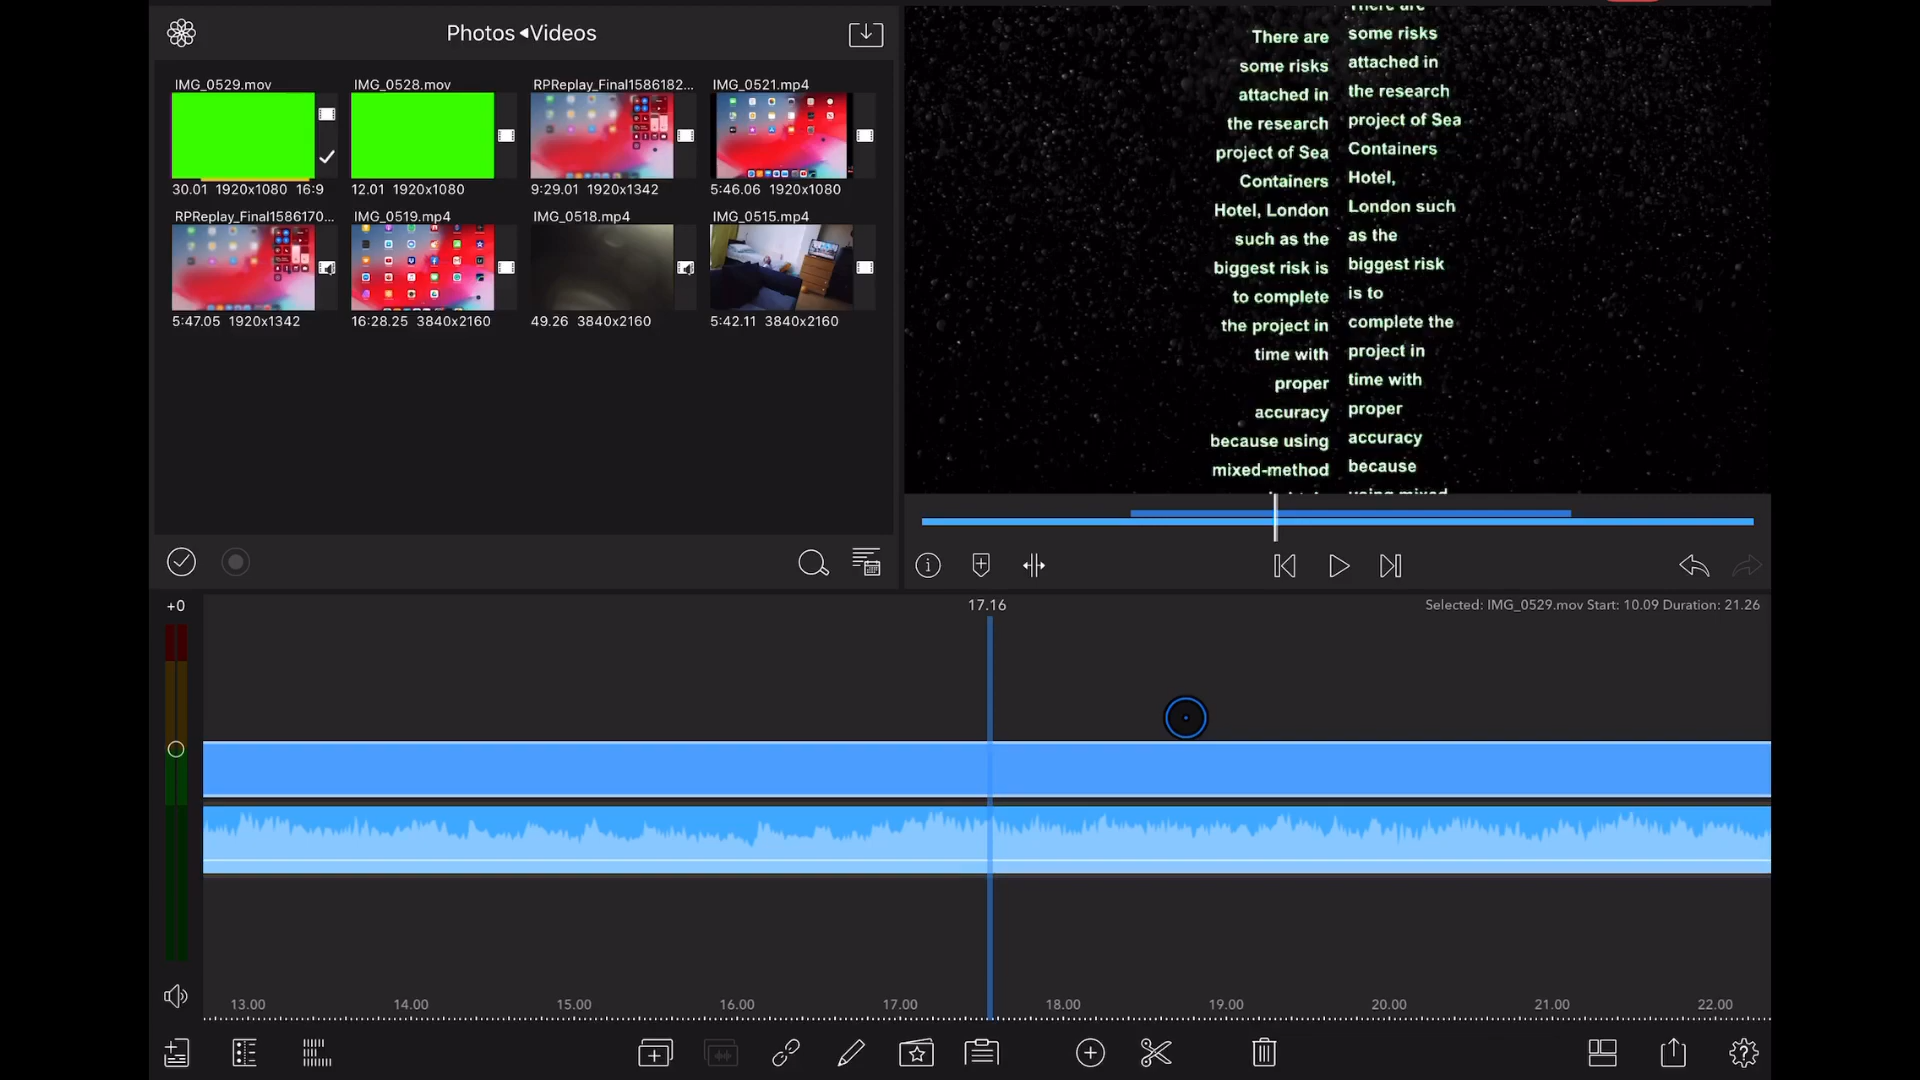 Photos ◂Videos
IMG_0529.mov
IMG_0528.mov
RPReplay_Final1586182...
IMG_0521.mp4
30.01 1920x1080 16:9
12.01 1920x1080
9:29.01 1920x1342
5:46.06 1920x1080
RPReplay_Final1586170...
IMG_0519.mp4
IMG_0518.mp4
IMG_0515.mp4
5:47.05 1920x1342
16:28.25 3840x2160
49.26 3840x2160
5:42.11 3840x2160
There are
some risks
attached in
the research
project of Sea
Containers
Hotel, London
such as the
biggest risk is
to complete
the project in
time with
proper
accuracy
because using
mixed-method
There are
some risks
attached in
the research
project of Sea
Containers
Hotel,
London such
as the
biggest risk
is to
complete the
project in
time with
proper
accuracy
because
using mixed
+0
17.16
Selected: IMG_0529.mov Start: 10.09 Duration: 21.26
13.00 14.00 15.00 16.00 17.00 18.00 19.00 20.00 21.00 22.00